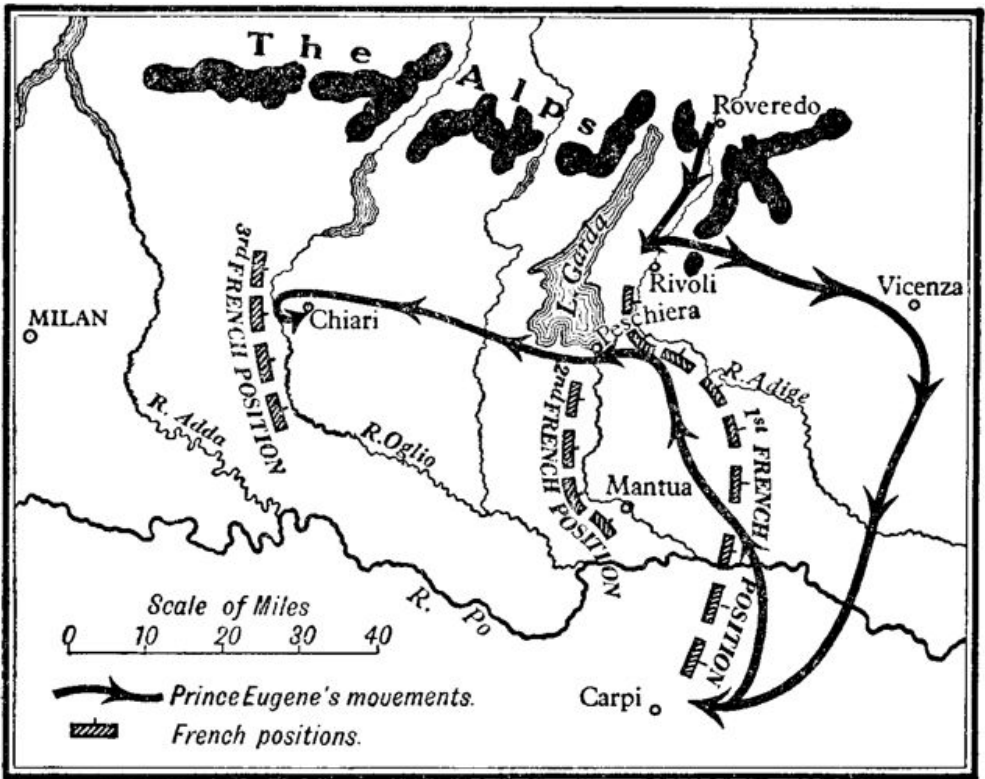 The Alps
Roveredo
L. Garda
Rivoli
Vicenza
Peschiera
Chiari
MILAN
3rd FRENCH POSITION
R. Adda
R. Oglio
2nd FRENCH POSITION
R. Adige
1st FRENCH POSITION
Mantua
R. Po
Carpi
Scale of Miles
0 10 20 30 40
Prince Eugene's movements.
French positions.